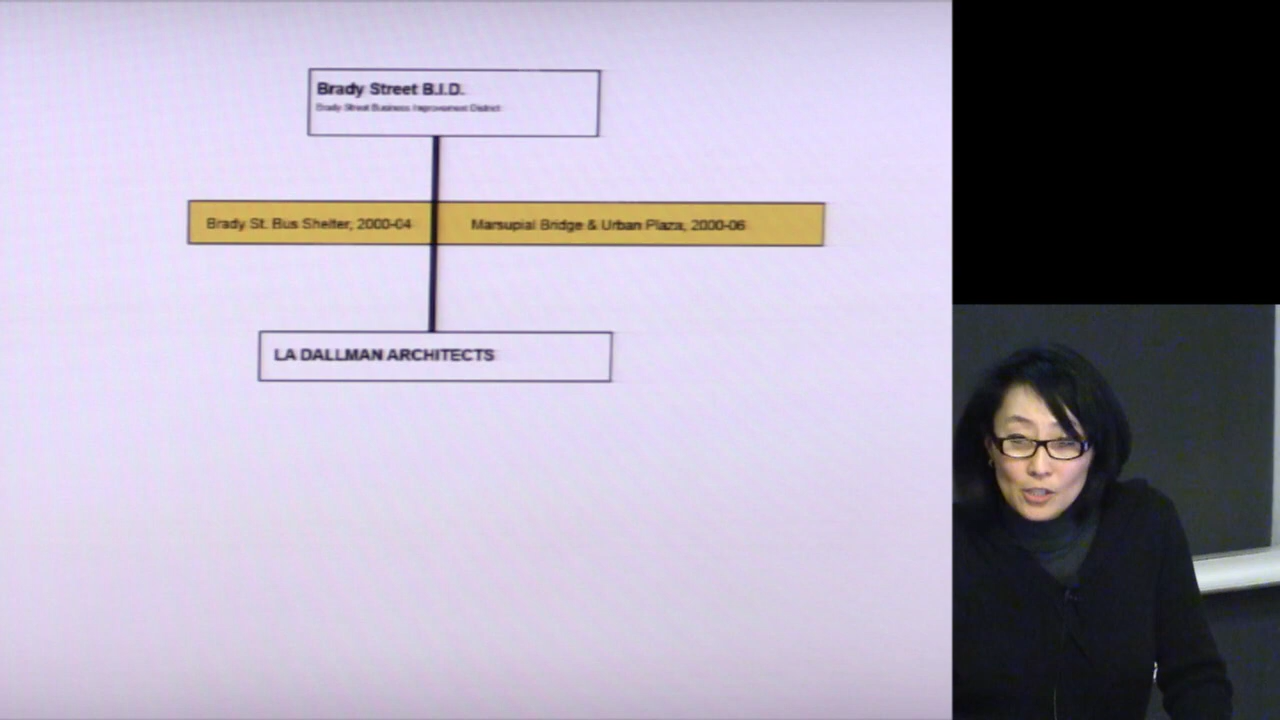 Brady Street B.I.D.
Brady Street Business Improvement District
Brady St. Bus Shelter, 2000-04
Marsupial Bridge & Urban Plaza, 2000-06
LA DALLMAN ARCHITECTS